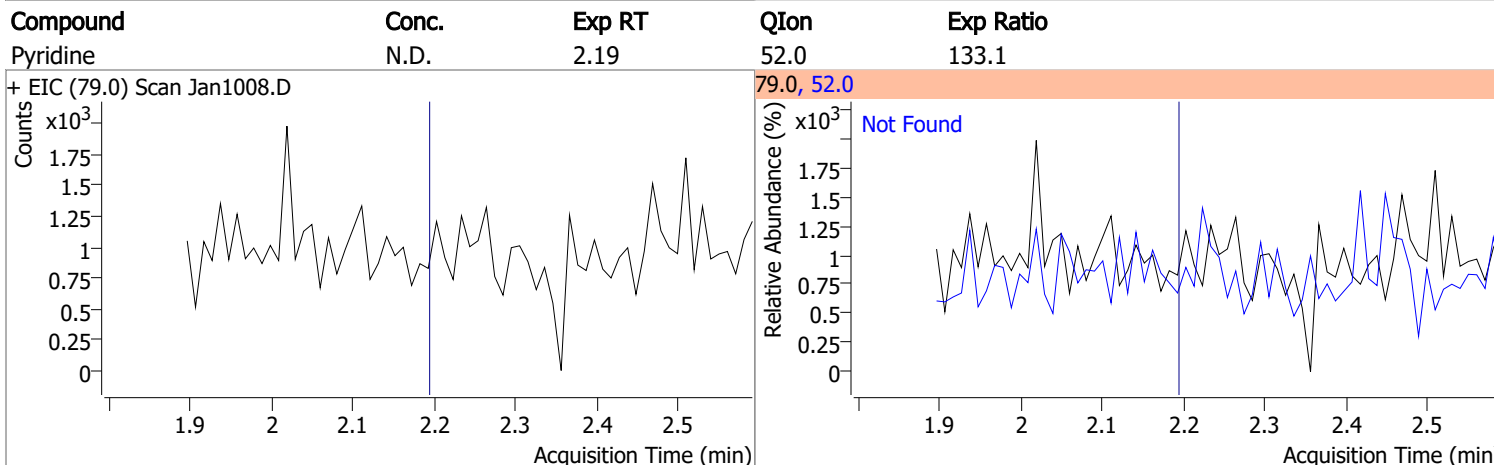 Compound Conc. Exp RT QIon Exp Ratio
Pyridine N.D. 2.19 52.0 133.1
+ EIC (79.0) Scan Jan1008.D
Counts
x10³
1.75
1.5
1.25
1
0.75
0.5
0.25
0
1.9 2 2.1 2.2 2.3 2.4 2.5
Acquisition Time (min)
79.0, 52.0
Relative Abundance (%)
x10³
Not Found
1.75
1.5
1.25
1
0.75
0.5
0.25
0
1.9 2 2.1 2.2 2.3 2.4 2.5
Acquisition Time (min